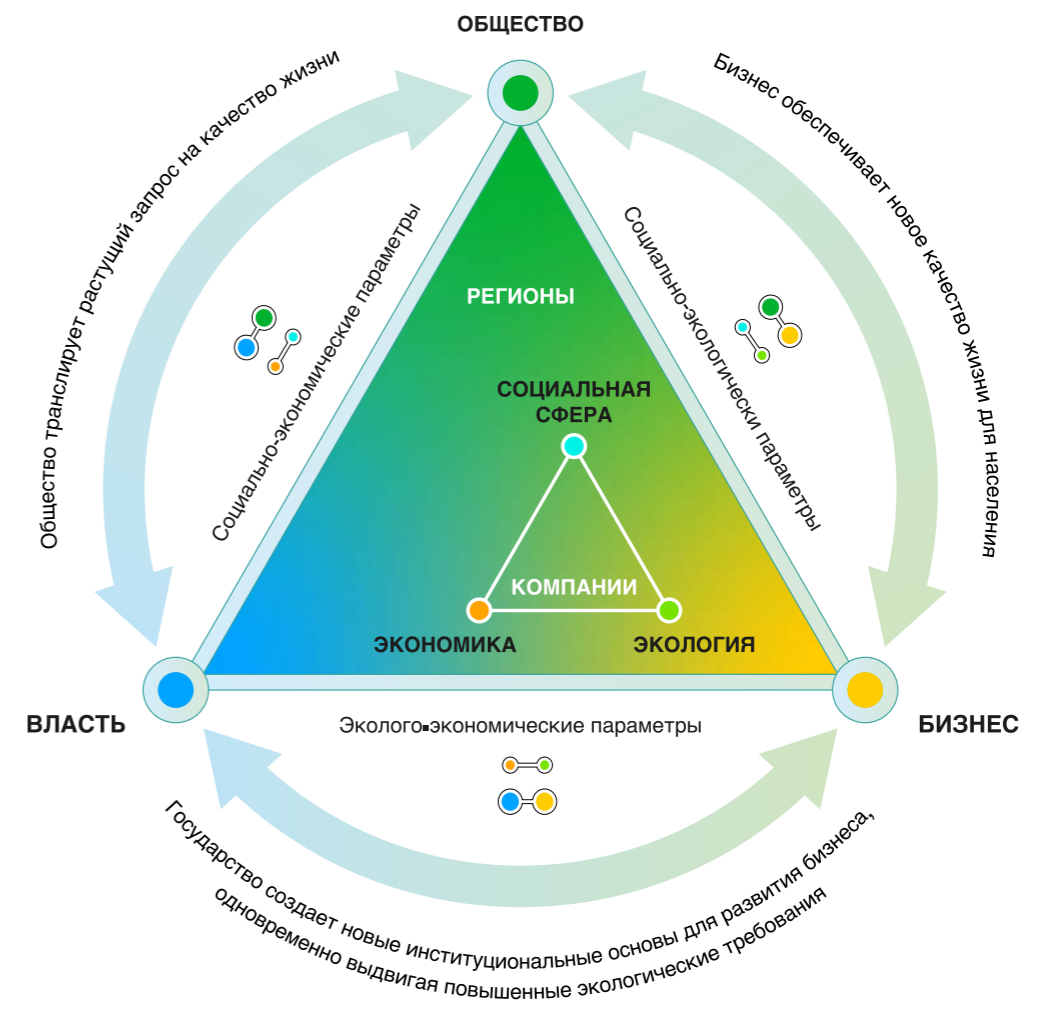 ОБЩЕСТВО
Общество транслирует растущий запрос на качество жизни
Бизнес обеспечивает новое качество жизни для населения
Социально-экономические параметры
Социально-экологически параметры
РЕГИОНЫ
СОЦИАЛЬНАЯ
СФЕРА
КОМПАНИИ
ЭКОНОМИКА
ЭКОЛОГИЯ
ВЛАСТЬ
БИЗНЕС
Эколого-экономические параметры
Государство создает новые институциональные основы для развития бизнеса,
одновременно выдвигая повышенные экологические требования